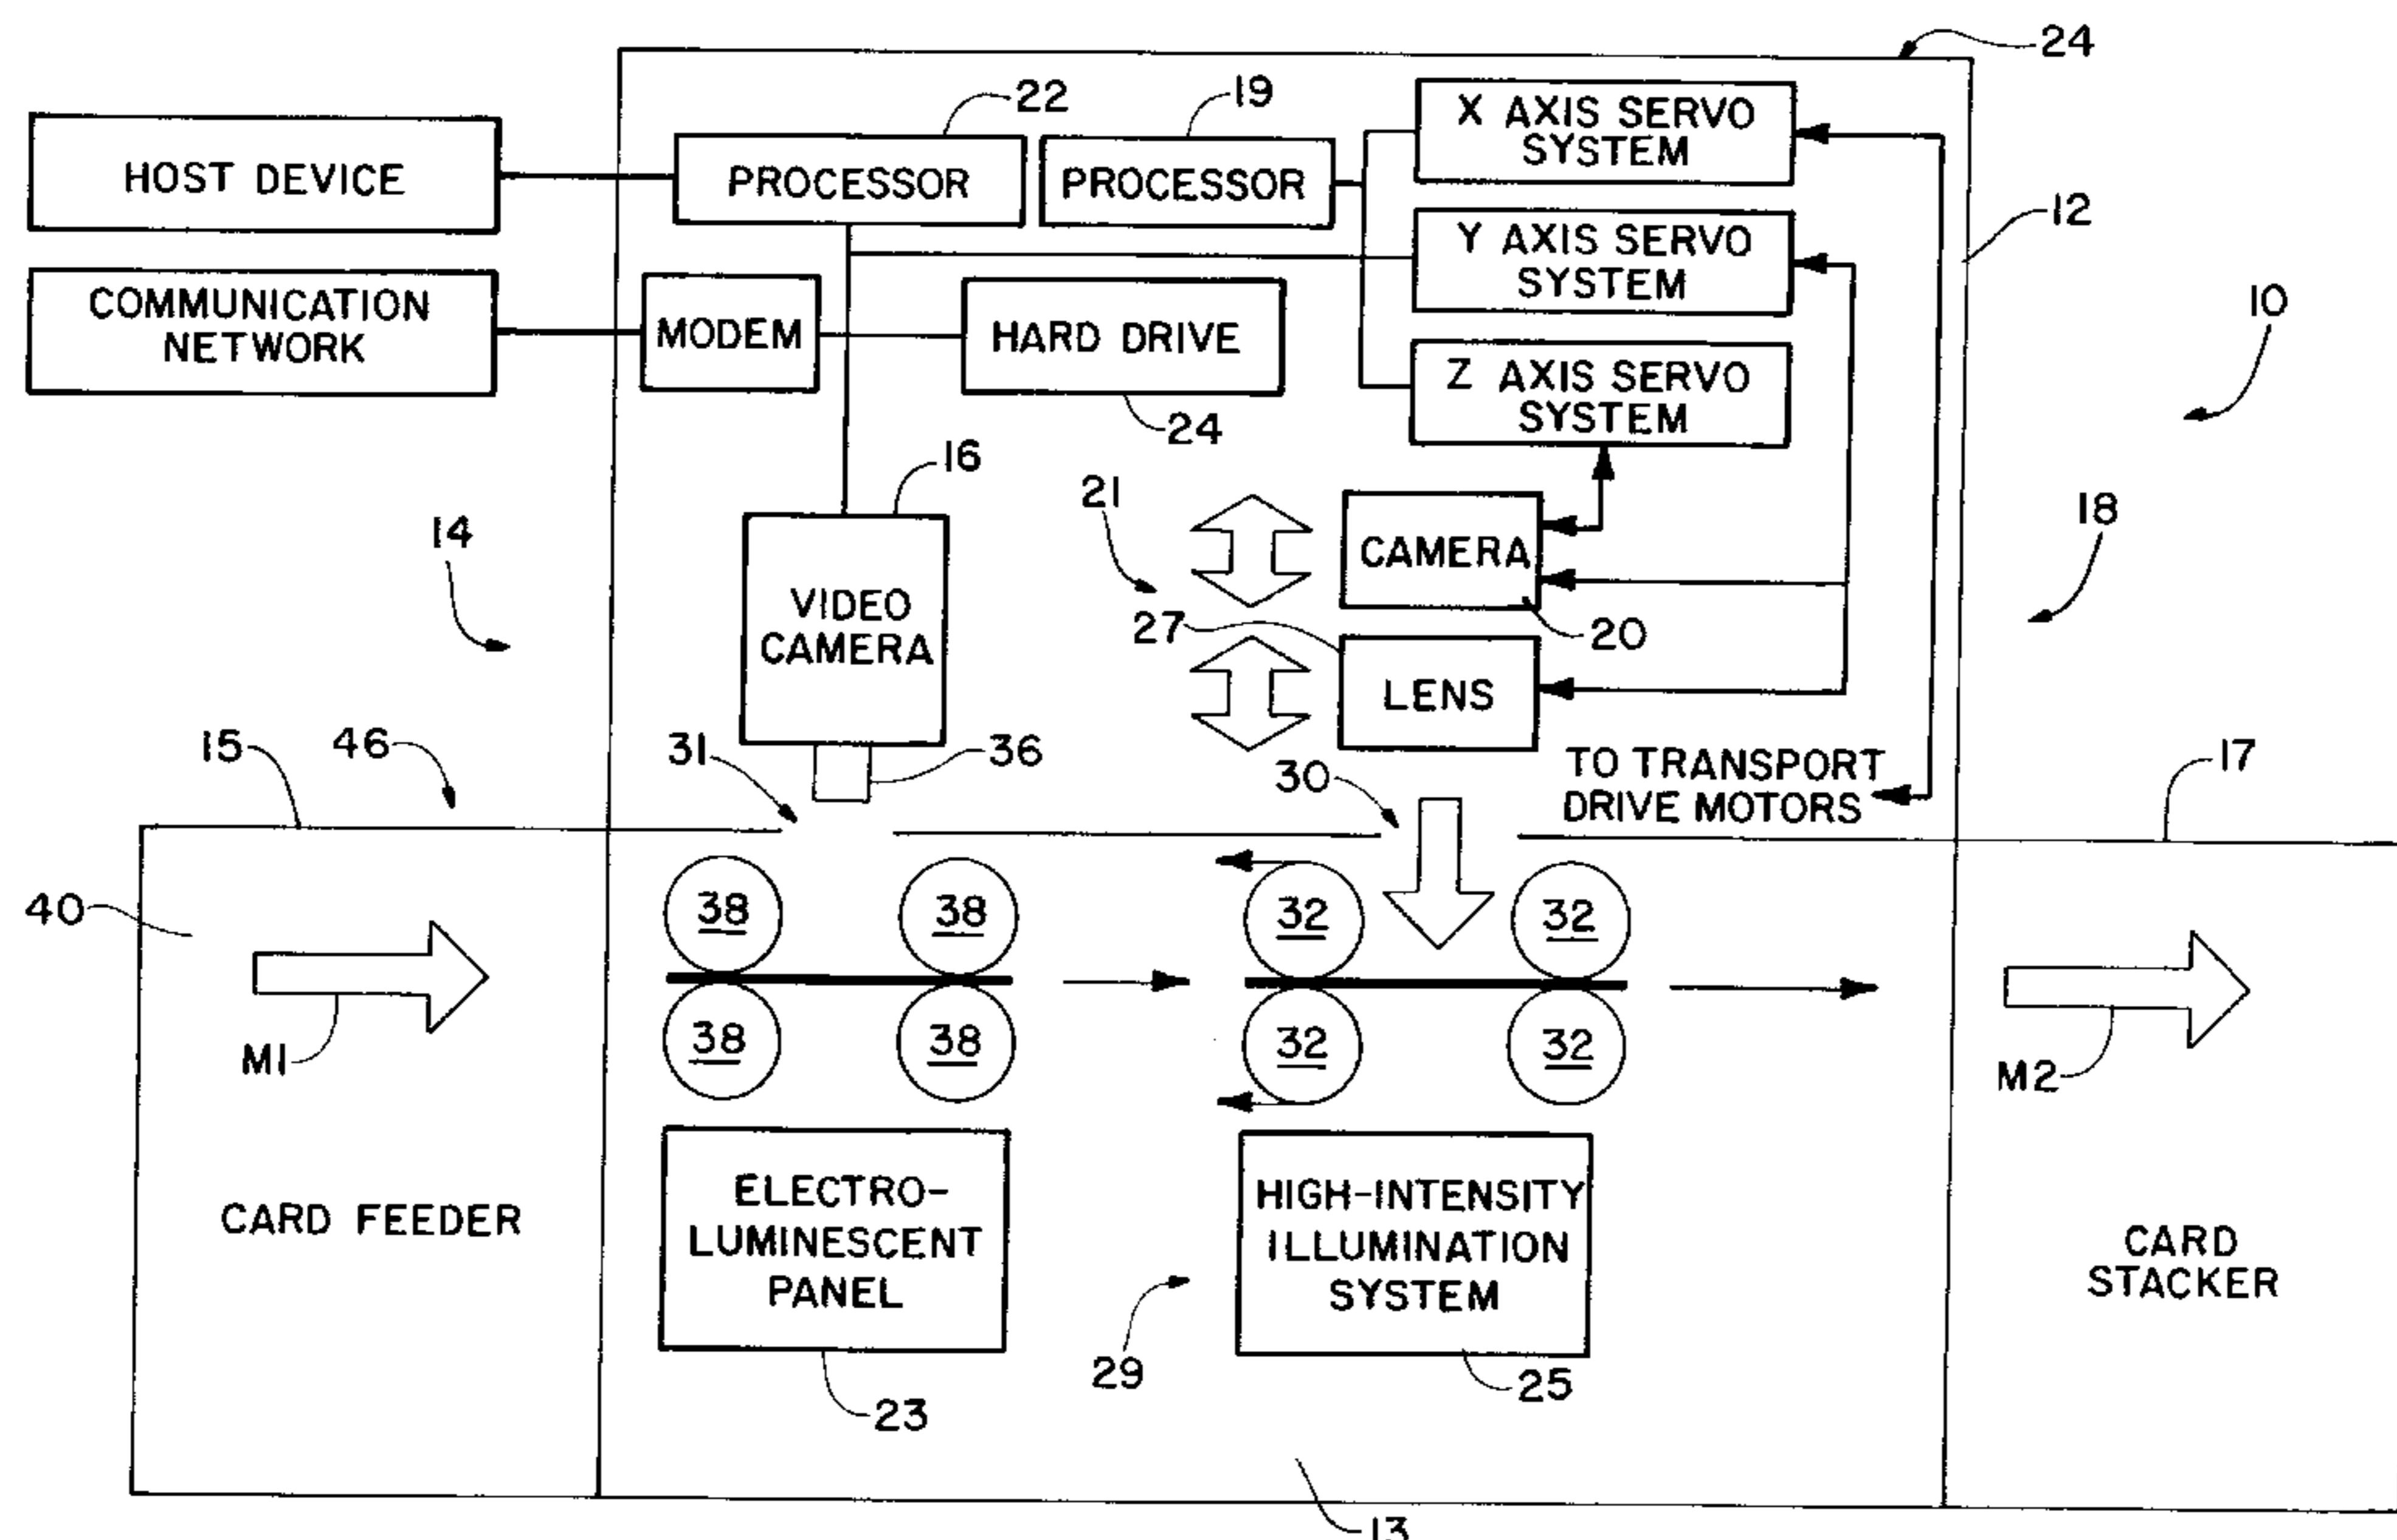 24
22
19
X AXIS SERVO
SYSTEM
HOST DEVICE
PROCESSOR
PROCESSOR
12
Y AXIS SERVO
SYSTEM
COMMUNICATION
NETWORK
MODEM
HARD DRIVE
10
Z AXIS SERVO
SYSTEM
24
16
21
14
18
CAMERA
VIDEO
CAMERA
27
20
LENS
15
46
31
36
30
TO TRANSPORT
DRIVE MOTORS
17
40
38
38
32
32
38
38
32
32
M1
M2
ELECTRO-
LUMINESCENT
PANEL
HIGH-INTENSITY
ILLUMINATION
SYSTEM
CARD FEEDER
CARD
STACKER
29
23
25
13